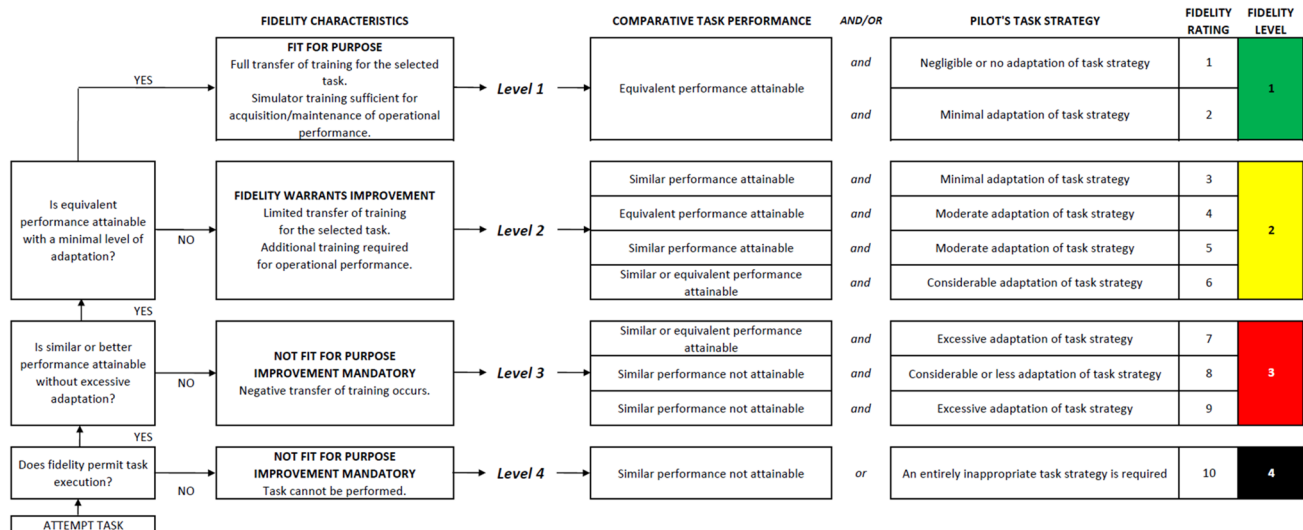 FIDELITY CHARACTERISTICS
COMPARATIVE TASK PERFORMANCE
AND/OR
PILOT'S TASK STRATEGY
FIDELITY
RATING
FIDELITY
LEVEL
YES
FIT FOR PURPOSE
Full transfer of training for the selected
task.
Simulator training sufficient for
acquisition/maintenance of operational
performance.
Level 1
Equivalent performance attainable
and
Negligible or no adaptation of task strategy
1
and
Minimal adaptation of task strategy
2
1
Is equivalent
performance attainable
with a minimal level of
adaptation?
NO
FIDELITY WARRANTS IMPROVEMENT
Limited transfer of training
for the selected task.
Additional training required
for operational performance.
Level 2
Similar performance attainable
and
Minimal adaptation of task strategy
3
Equivalent performance attainable
and
Moderate adaptation of task strategy
4
Similar performance attainable
and
Moderate adaptation of task strategy
5
Similar or equivalent performance
attainable
and
Considerable adaptation of task strategy
6
2
YES
Is similar or better
performance attainable
without excessive
adaptation?
NO
NOT FIT FOR PURPOSE
IMPROVEMENT MANDATORY
Negative transfer of training occurs.
Level 3
Similar or equivalent performance
attainable
and
Excessive adaptation of task strategy
7
Similar performance not attainable
and
Considerable or less adaptation of task strategy
8
Similar performance not attainable
and
Excessive adaptation of task strategy
9
3
YES
Does fidelity permit task
execution?
NO
NOT FIT FOR PURPOSE
IMPROVEMENT MANDATORY
Task cannot be performed.
Level 4
Similar performance not attainable
or
An entirely inappropriate task strategy is required
10
4
ATTEMPT TASK